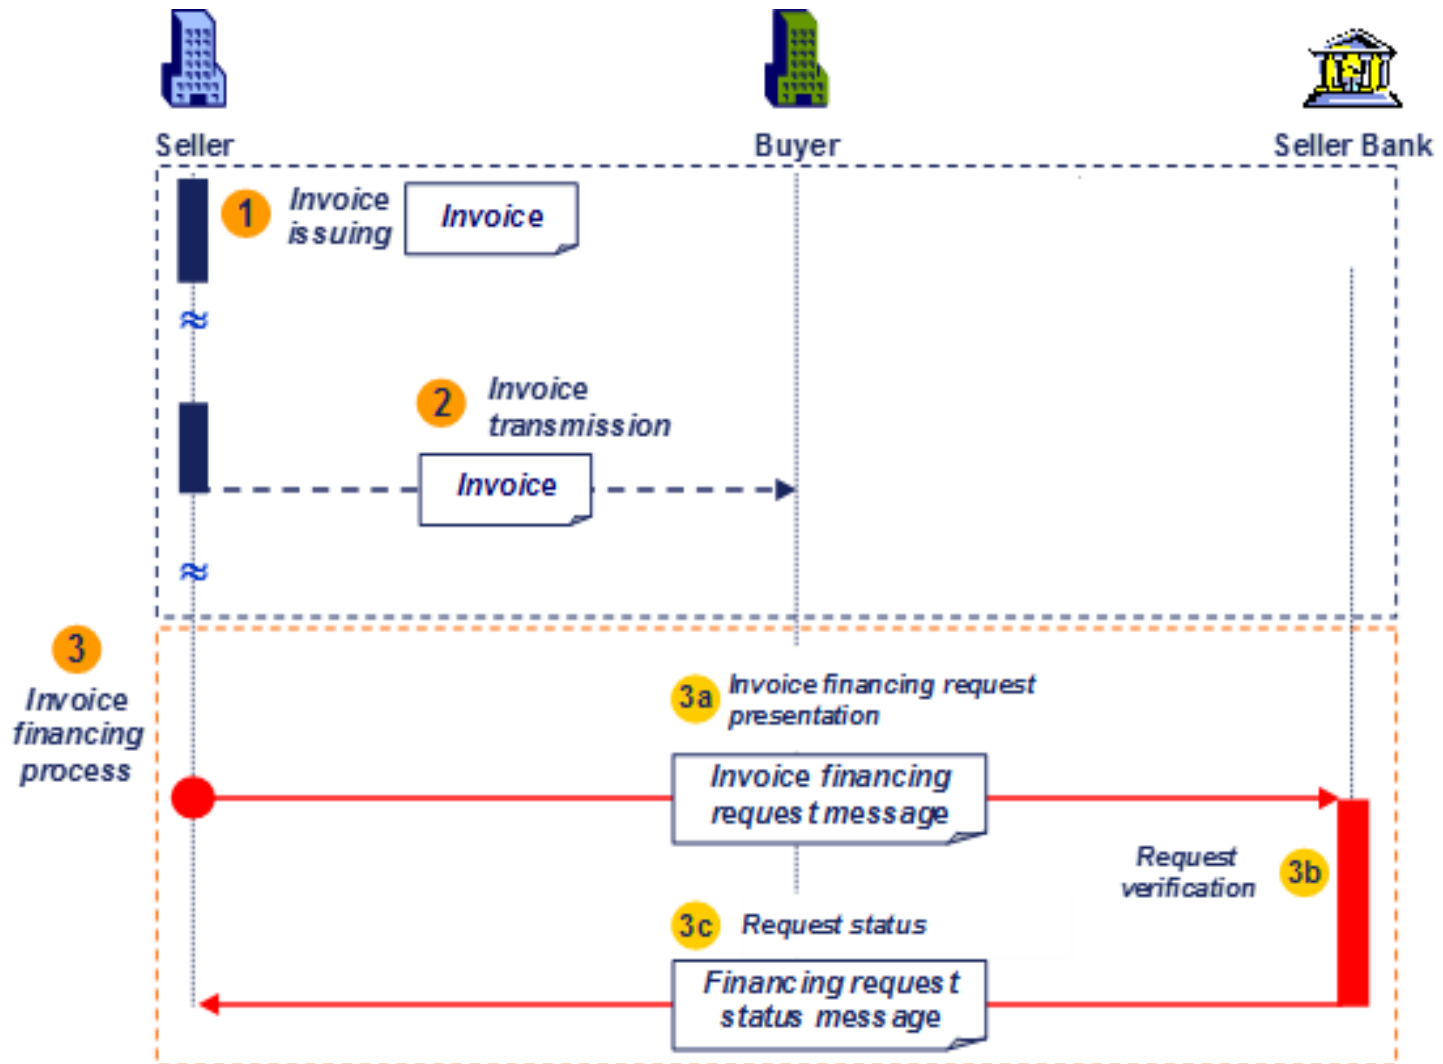 Seller
Buyer
Seller Bank
1
Invoice
issuing
Invoice
2
Invoice
transmission
Invoice
3
Invoice
financing
process
3a
Invoice financing request
presentation
Invoice financing
request message
Request
verification
3b
3c
Request status
Financing request
status message